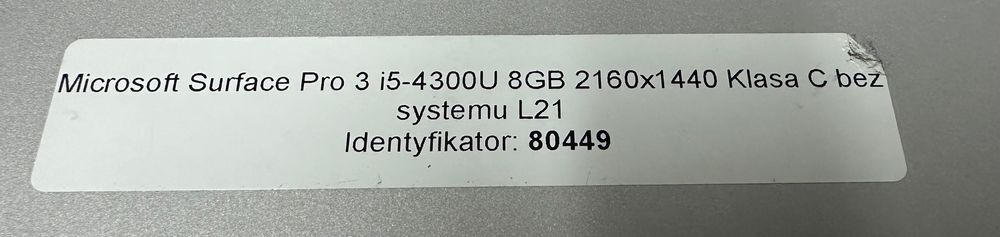 Microsoft Surface Pro 3 i5-4300U 8GB 2160x1440 Klasa C bez
systemu L21
Identyfikator: 80449